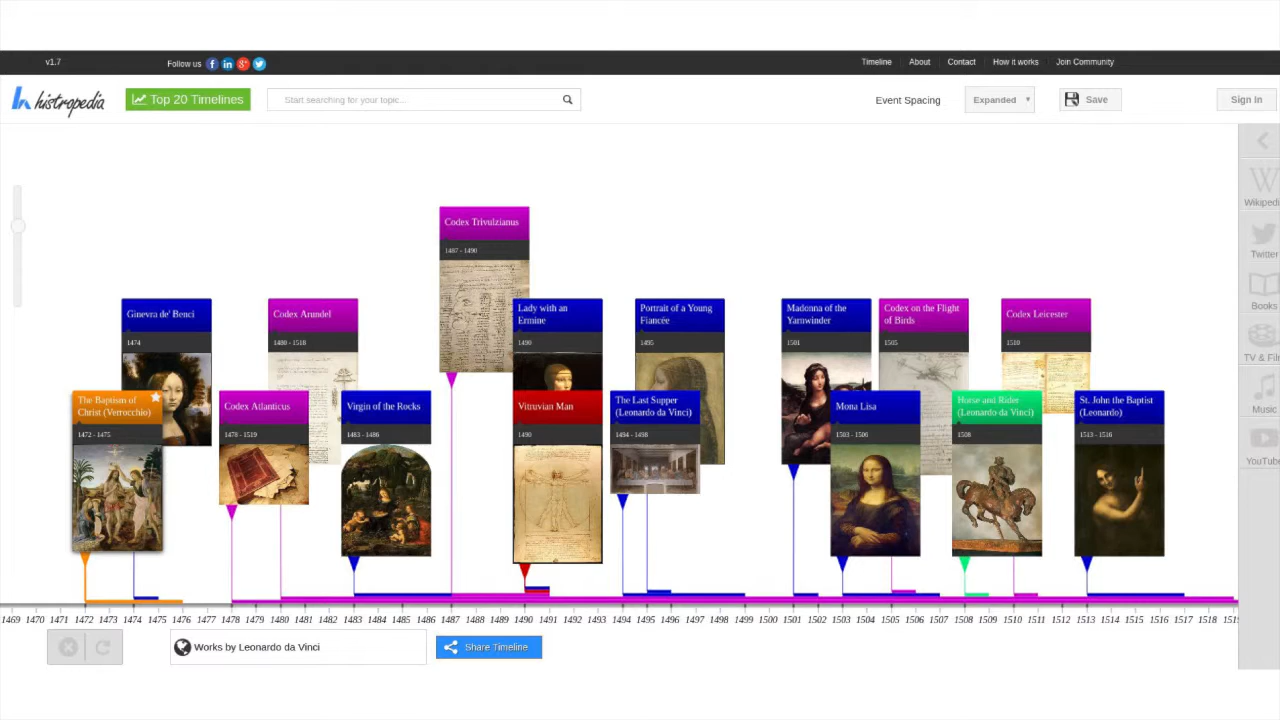 v1.7
Follow us
Timeline
About
Contact
How it works
Join Community
histropedia
Top 20 Timelines
Start searching for your topic...
Event Spacing
Expanded
Save
Sign In
Wikipedi
Twitter
Books
TV & Fil
Music
YouTube
Codex Trivulzianus
1487 - 1490
Ginevra de' Benci
1474
Codex Arundel
1480 - 1518
Lady with an
Ermine
1490
Portrait of a Young
Fiancée
1495
Madonna of the
Yarnwinder
1501
Codex on the Flight
of Birds
1505
Codex Leicester
1510
The Baptism of
Christ (Verrocchio)
1472 - 1475
Codex Atlanticus
1478 - 1519
Virgin of the Rocks
1483 - 1486
Vitruvian Man
1490
The Last Supper
(Leonardo da Vinci)
1494 - 1498
Mona Lisa
1503 - 1506
Horse and Rider
(Leonardo da Vinci)
1508
St. John the Baptist
(Leonardo)
1513 - 1516
1469 1470 1471 1472 1473 1474 1475 1476 1477 1478 1479 1480 1481 1482 1483 1484 1485 1486 1487 1488 1489 1490 1491 1492 1493 1494 1495 1496 1497 1498 1499 1500 1501 1502 1503 1504 1505 1506 1507 1508 1509 1510 1511 1512 1513 1514 1515 1516 1517 1518 1519
Works by Leonardo da Vinci
Share Timeline